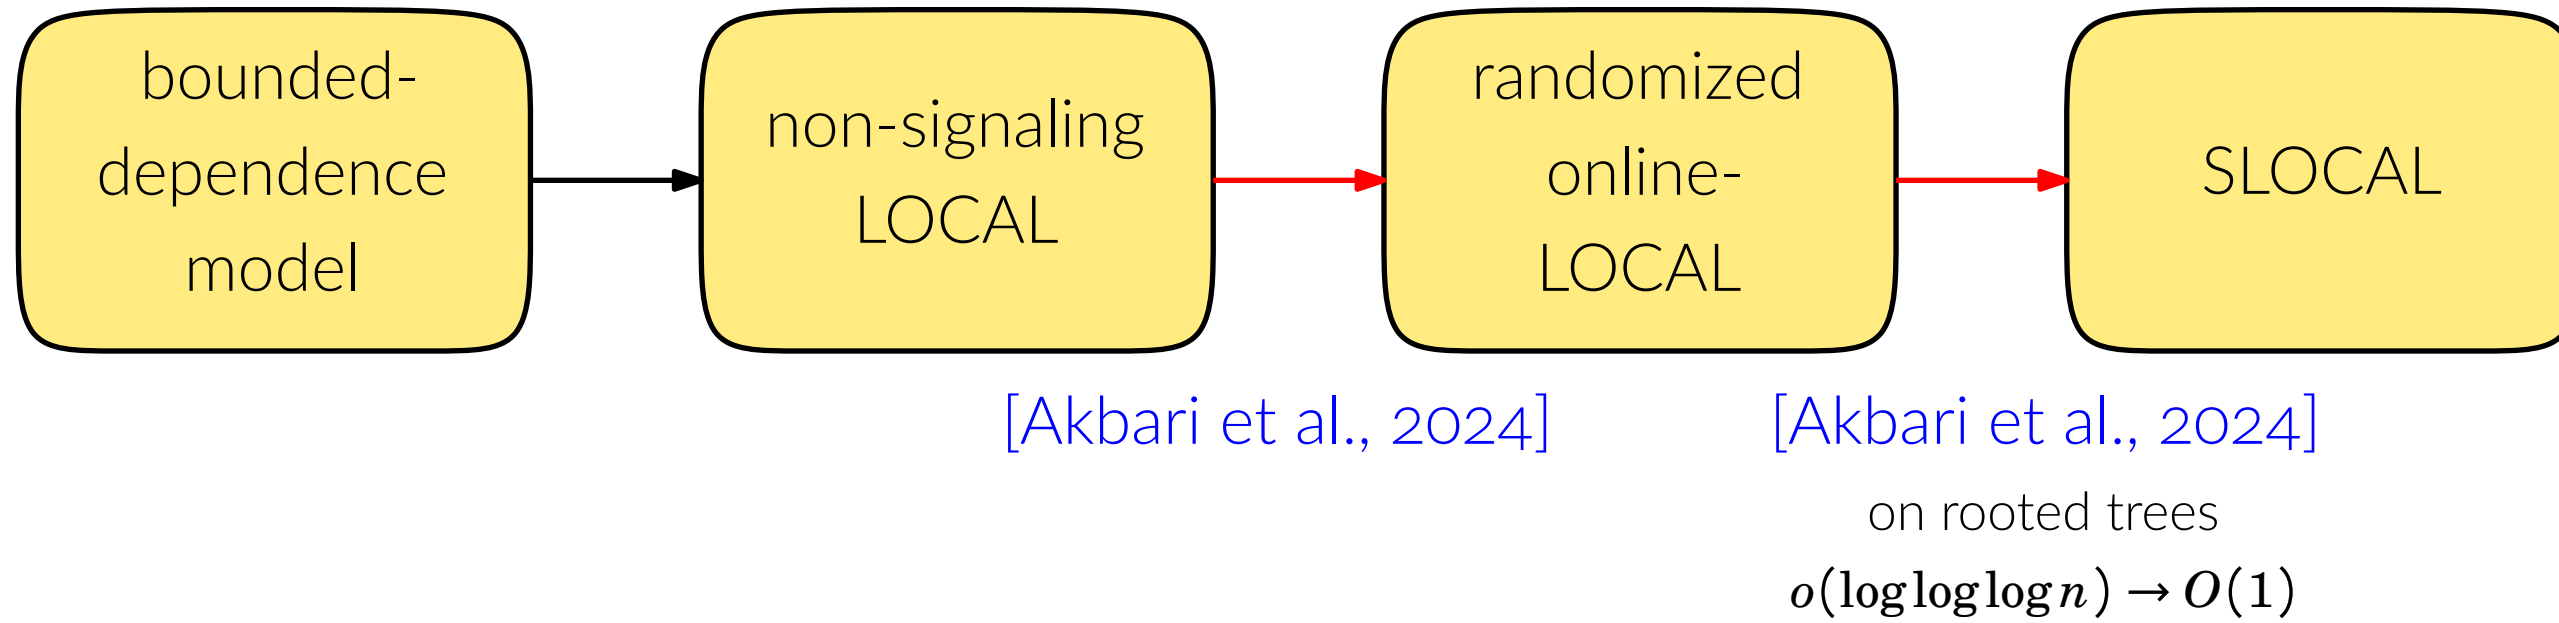 bounded-
dependence
model
non-signaling
LOCAL
randomized
online-
LOCAL
SLOCAL
[Akbari et al., 2024]
[Akbari et al., 2024]
on rooted trees
o(log log log n) → O(1)